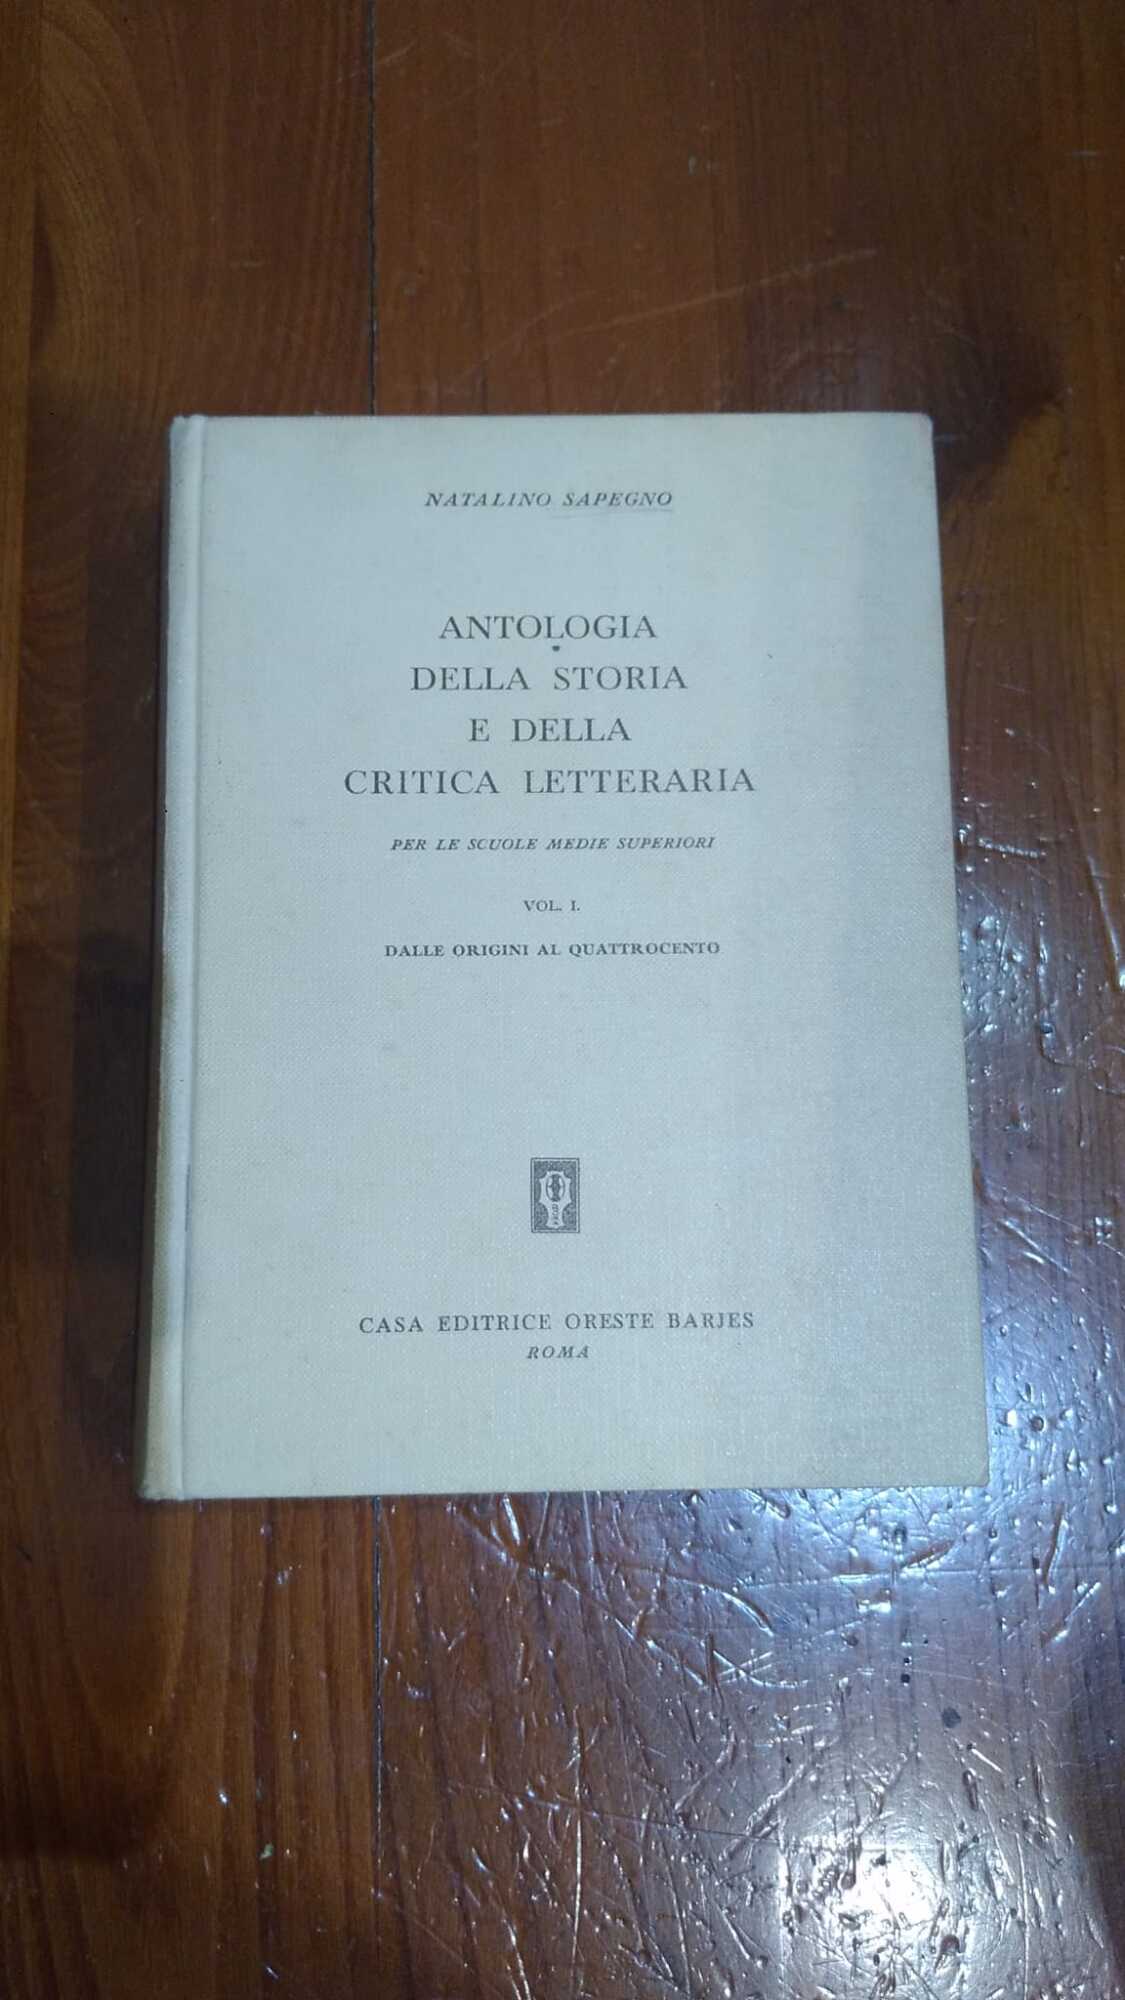 NATALINO SAPEGNO
ANTOLOGIA
DELLA STORIA
E DELLA
CRITICA LETTERARIA
PER LE SCUOLE MEDIE SUPERIORI
VOL. I.
DALLE ORIGINI AL QUATTROCENTO
CASA EDITRICE ORESTE BARJES
ROMA